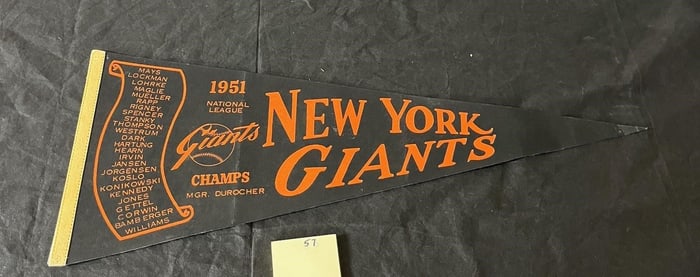 MAYS
LOCKMAN
LOHRKE
MAGLIE
MUELLER
RAPP
RIGNEY
SPENCER
STANKY
THOMPSON
WESTRUM
DARK
HARTUNG
HEARN
IRVIN
JANSEN
JORGENSEN
KOSLO
KONIKOWSKI
KENNEDY
JONES
GETTEL
CORWIN
BAMBERGER
WILLIAMS
1951
NATIONAL
LEAGUE
Giants
CHAMPS
MGR. DUROCHER
NEW YORK
GIANTS
57